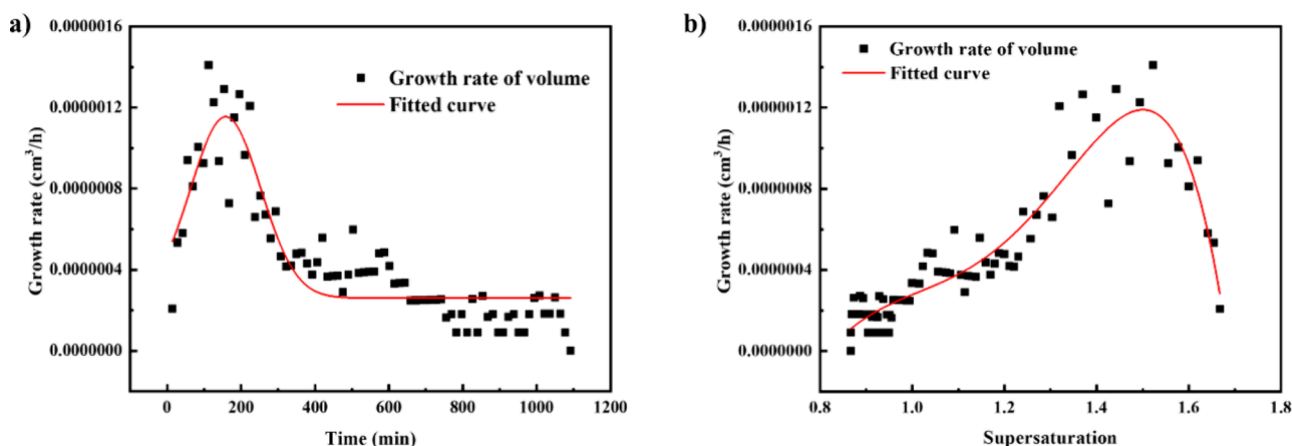 a)
Growth rate (cm³/h)
0.0000016
0.0000012
0.0000008
0.0000004
0.0000000
Growth rate of volume
Fitted curve
0 200 400 600 800 1000 1200
Time (min)
b)
Growth rate (cm³/h)
0.0000016
0.0000012
0.0000008
0.0000004
0.0000000
Growth rate of volume
Fitted curve
0.8 1.0 1.2 1.4 1.6 1.8
Supersaturation